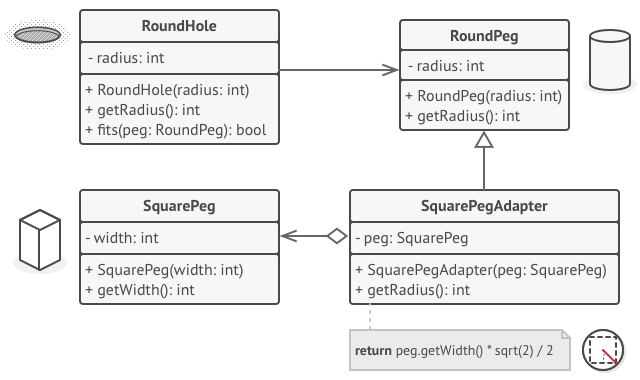 RoundHole
- radius: int
+ RoundHole(radius: int)
+ getRadius(): int
+ fits(peg: RoundPeg): bool
RoundPeg
- radius: int
+ RoundPeg(radius: int)
+ getRadius(): int
SquarePeg
- width: int
+ SquarePeg(width: int)
+ getWidth(): int
SquarePegAdapter
- peg: SquarePeg
+ SquarePegAdapter(peg: SquarePeg)
+ getRadius(): int
return peg.getWidth() * sqrt(2) / 2